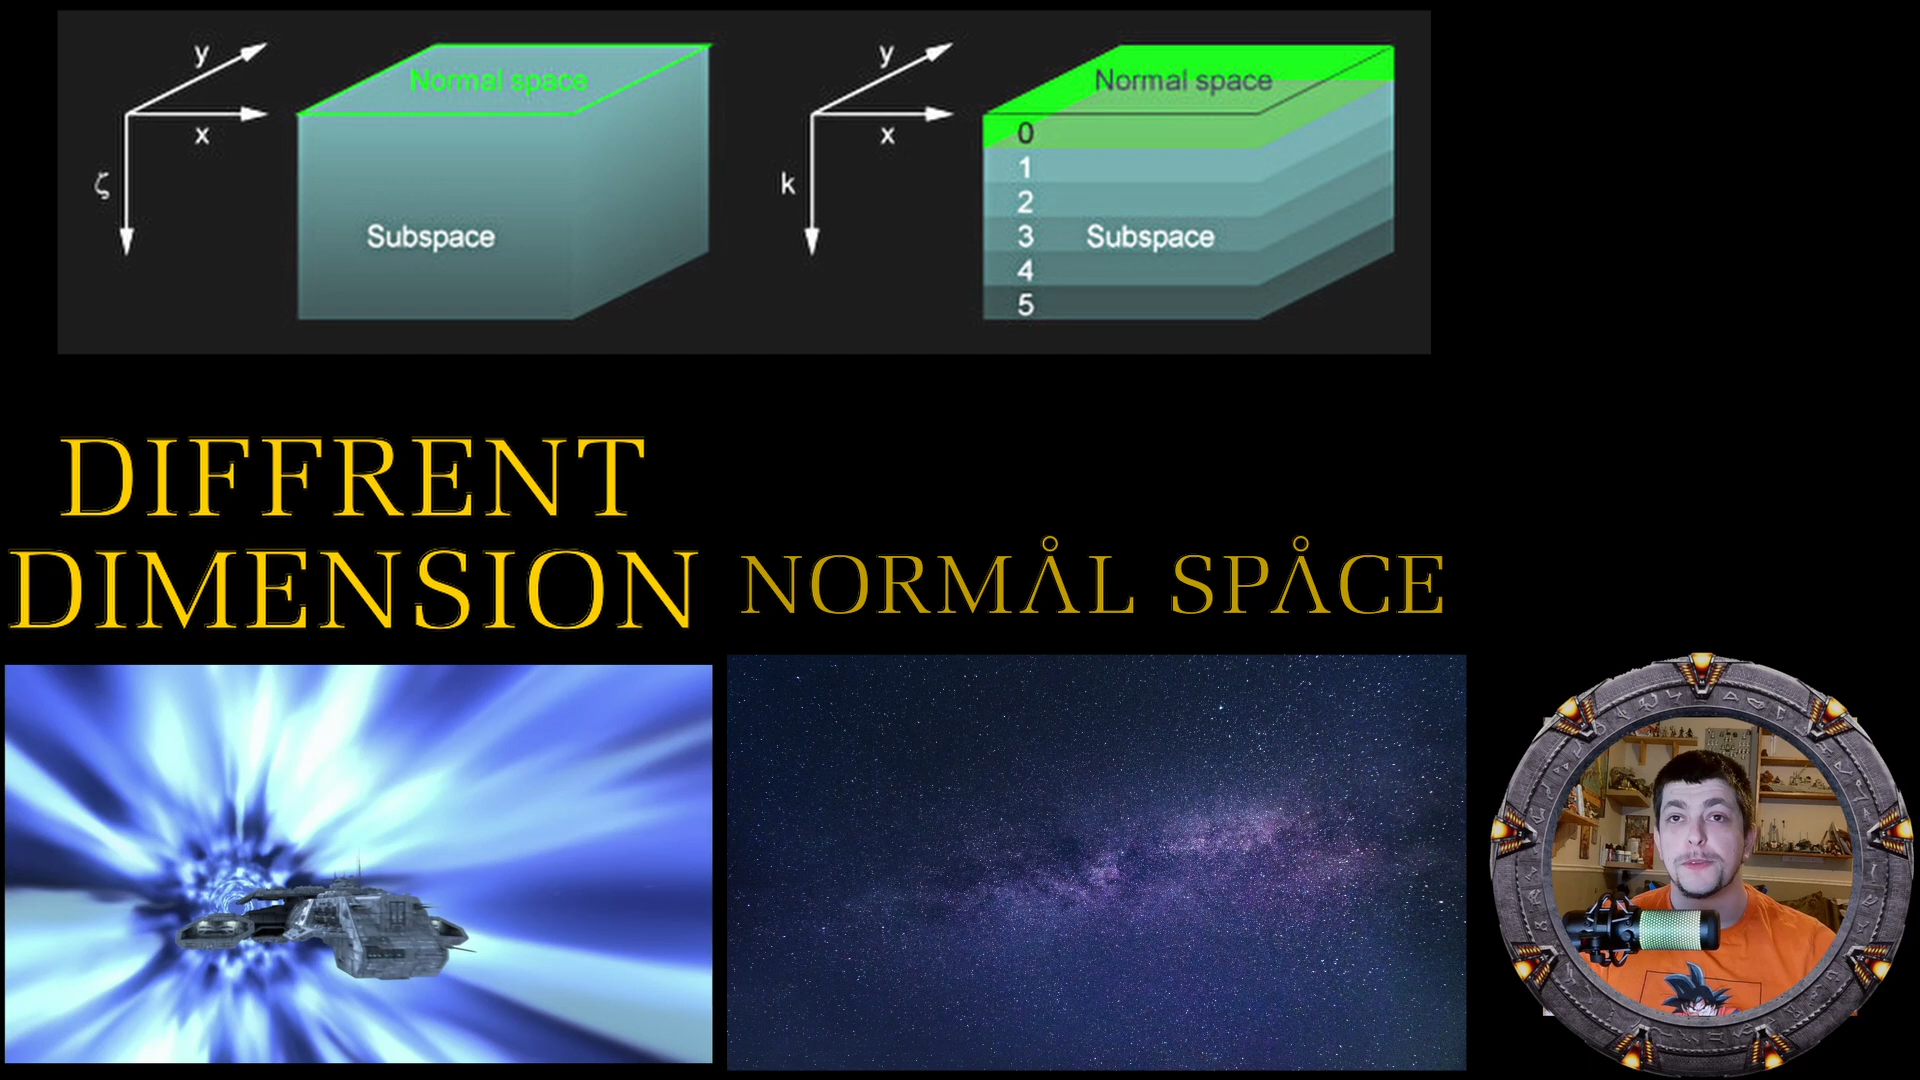 y
Normal space
x
ζ
Subspace
y
Normal space
x
0
1
k
2
3 Subspace
4
5
DIFFRENT
DIMENSION
NORMÅL SPÅCE